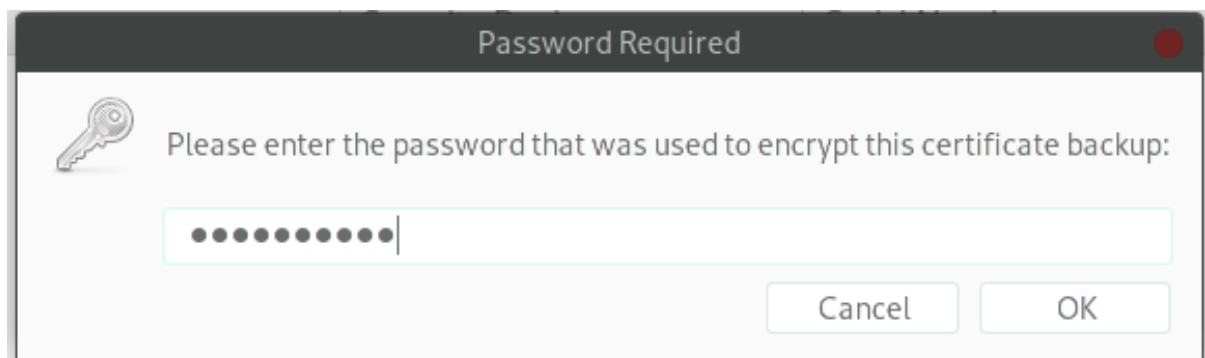 Password Required
Please enter the password that was used to encrypt this certificate backup:
●●●●●●●●●●
Cancel
OK